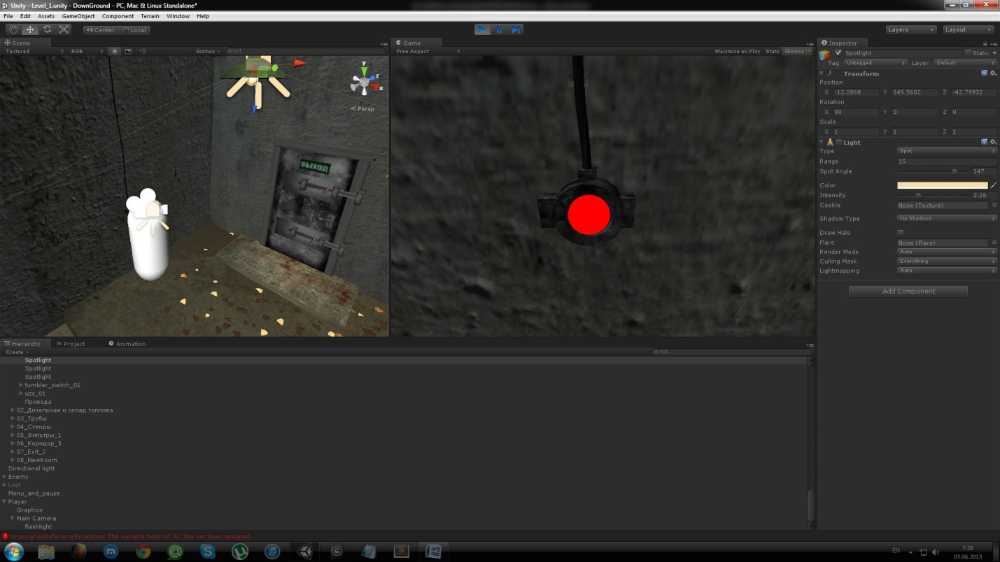 Unity - Level_1.unity - DownGround - PC, Mac & Linux Standalone*
File Edit Assets GameObject Component Terrain Window Help
Center Local
Layers Layout
Scene
Textured RGB Gizmos All
y z x
Persp
ВЫХОД
Game
Free Aspect Maximize on Play Stats Gizmos
Inspector
Spotlight Static
Tag Untagged Layer Default
Transform
Position
X -12.2868 Y 145.5602 Z -42.79932
Rotation
X 90 Y 0 Z 0
Scale
X 1 Y 1 Z 1
Light
Type Spot
Range 15
Spot Angle 147
Color
Intensity 2.26
Cookie None (Texture)
Shadow Type No Shadows
Draw Halo
Flare None (Flare)
Render Mode Auto
Culling Mask Everything
Lightmapping Auto
Add Component
Hierarchy Project Animation
Create All
Spotlight
Spotlight
Spotlight
tumbler_switch_01
uzs_01
Провода
02_Дизельная и склад топлива
03_Трубы
04_Стенды
05_Фильтры_1
06_Коридор_3
07_Exit_2
08_NewRoom
Directional light
Enemy
Lost
Menu_and_pause
Player
Graphics
Main Camera
flashlight
UnassignedReferenceException: The variable body of 'AI' has not been assigned.
EN
7:28
03.06.2013